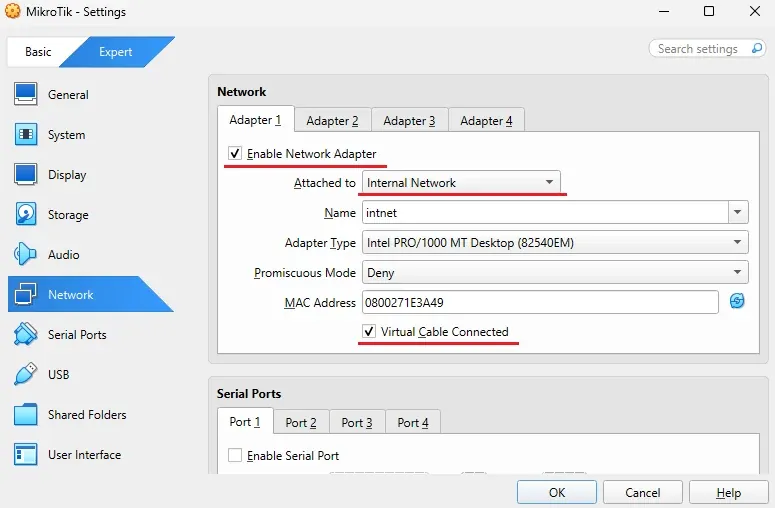 MikroTik - Settings
Basic Expert Search settings
General
System
Display
Storage
Audio
Network
Serial Ports
USB
Shared Folders
User Interface
Network
Adapter 1 Adapter 2 Adapter 3 Adapter 4
Enable Network Adapter
Attached to Internal Network
Name intnet
Adapter Type Intel PRO/1000 MT Desktop (82540EM)
Promiscuous Mode Deny
MAC Address 0800271E3A49
Virtual Cable Connected
Serial Ports
Port 1 Port 2 Port 3 Port 4
Enable Serial Port
OK Cancel Help